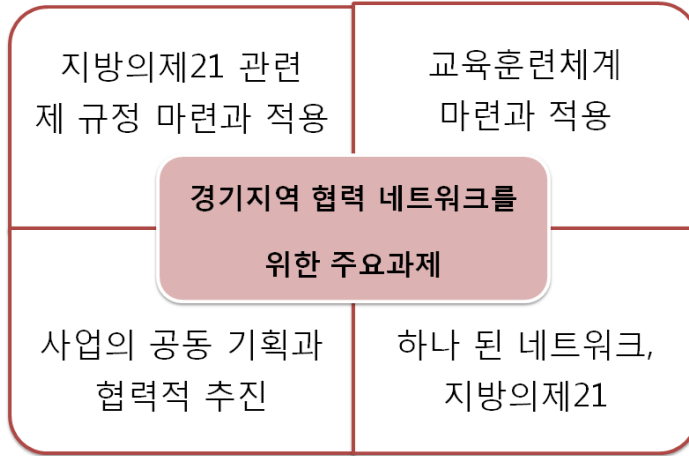 지방의제21 관련
제 규정 마련과 적용
교육훈련체계
마련과 적용
경기지역 협력 네트워크를
위한 주요과제
사업의 공동 기획과
협력적 추진
하나 된 네트워크,
지방의제21